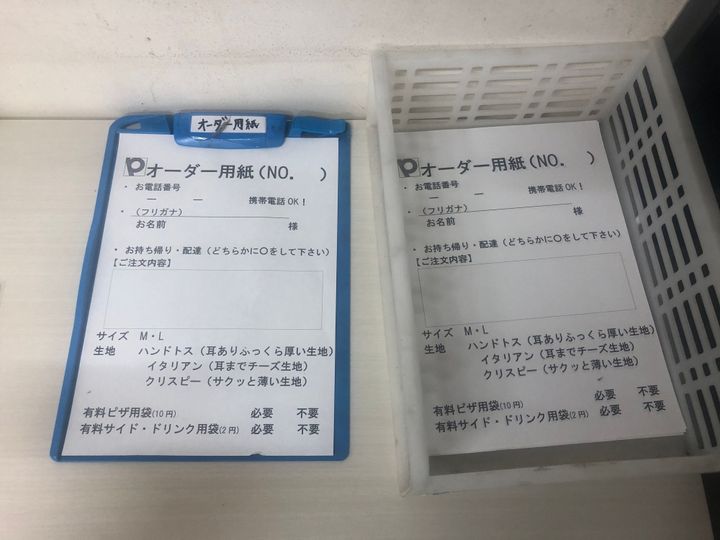 オーダー用紙
オーダー用紙(NO.　)
・お電話番号
―　―　携帯電話OK!
・(フリガナ)
お名前　様
・お持ち帰り・配達(どちらかに〇をして下さい)
【ご注文内容】
サイズ　M・L
生地　ハンドトス(耳ありふっくら厚い生地)
イタリアン(耳までチーズ生地)
クリスピー(サクッと薄い生地)
有料ピザ用袋(10円)　必要　不要
有料サイド・ドリンク用袋(2円)　必要　不要
オーダー用紙(NO.　)
・お電話番号
―　―　携帯電話OK!
・(フリガナ)
お名前　様
・お持ち帰り・配達(どちらかに〇をして下さい)
【ご注文内容】
サイズ　M・L
生地　ハンドトス(耳ありふっくら厚い生地)
イタリアン(耳までチーズ生地)
クリスピー(サクッと薄い生地)
有料ピザ用袋(10円)　必要　不要
有料サイド・ドリンク用袋(2円)　必要　不要